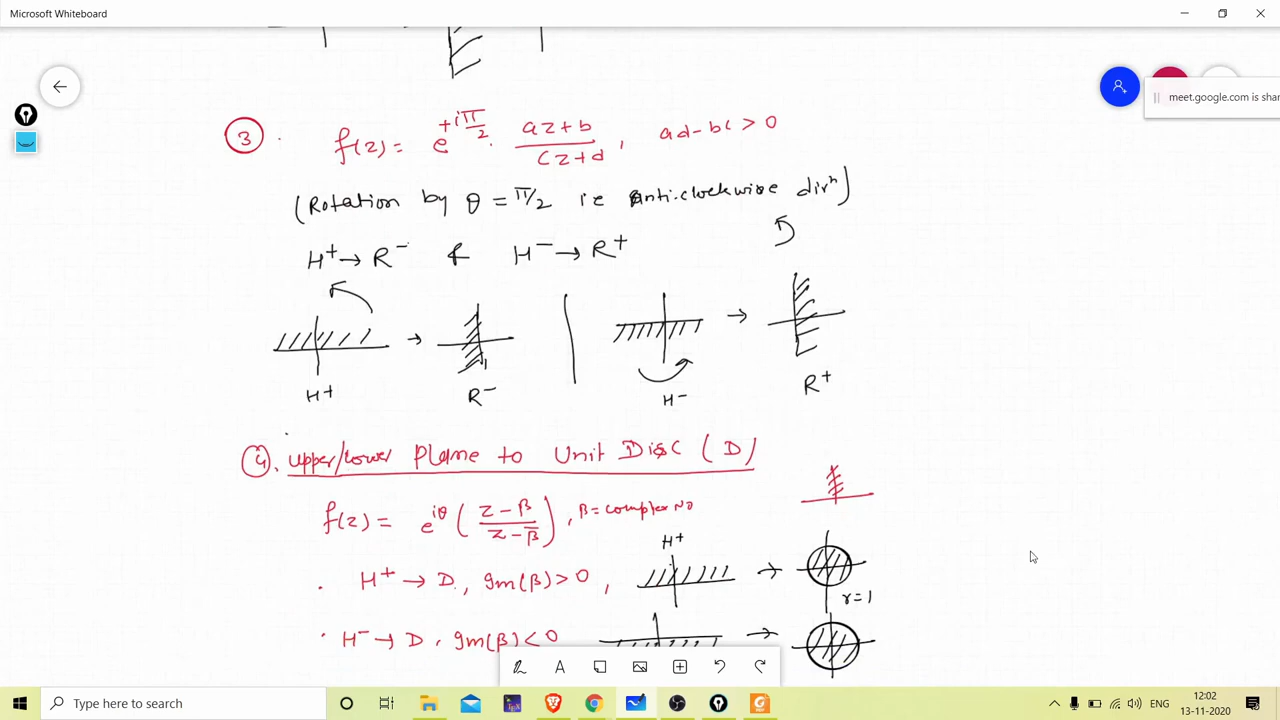 Microsoft Whiteboard
meet.google.com is shar
③ f(z) = e^{+iπ/2} · (az+b)/(cz+d), ad-bc > 0
(Rotation by θ = π/2 ie anti-clockwise dirⁿ)
H⁺ → R⁻ & H⁻ → R⁺
H⁺ R⁻ H⁻ R⁺
④. Upper/Lower Plane to Unit Disc (D)
f(z) = e^{iθ} ((z-β)/(z-β̄)), β = complex No
H⁺
· H⁺ → D, Im(β) > 0,
r=1
· H⁻ → D, Im(β) < 0
A
Type here to search
ENG
12:02
13-11-2020